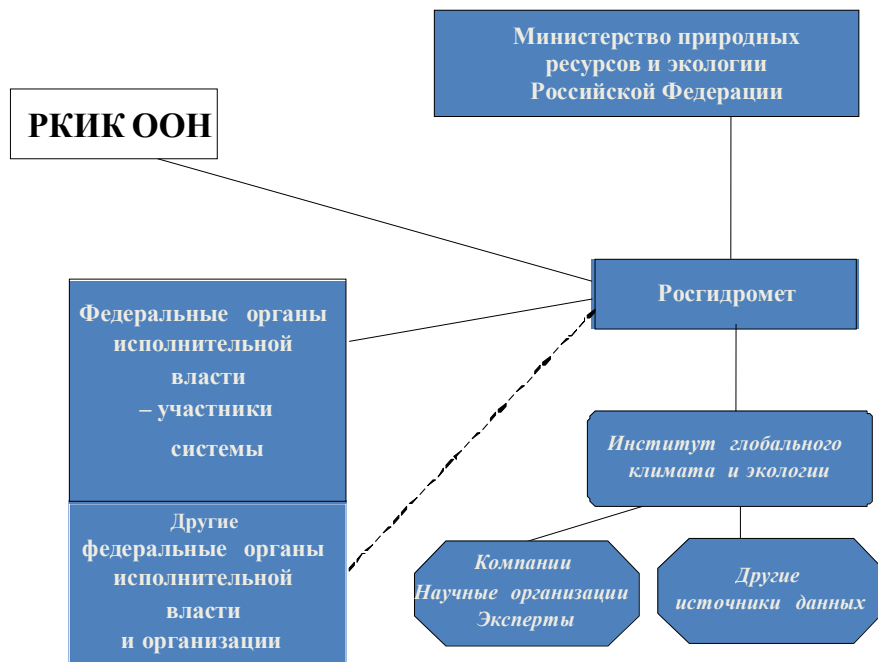 Министерство природных
ресурсов и экологии
Российской Федерации
РКИК ООН
Росгидромет
Федеральные органы
исполнительной
власти
– участники
системы
Институт глобального
климата и экологии
Другие
федеральные органы
исполнительной
власти
и организации
Компании
Научные организации
Эксперты
Другие
источники данных